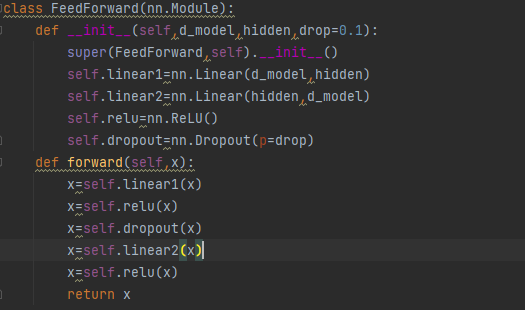 class FeedForward(nn.Module):
    def __init__(self,d_model,hidden,drop=0.1):
        super(FeedForward,self).__init__()
        self.linear1=nn.Linear(d_model,hidden)
        self.linear2=nn.Linear(hidden,d_model)
        self.relu=nn.ReLU()
        self.dropout=nn.Dropout(p=drop)
    def forward(self,x):
        x=self.linear1(x)
        x=self.relu(x)
        x=self.dropout(x)
        x=self.linear2(x)
        x=self.relu(x)
        return x